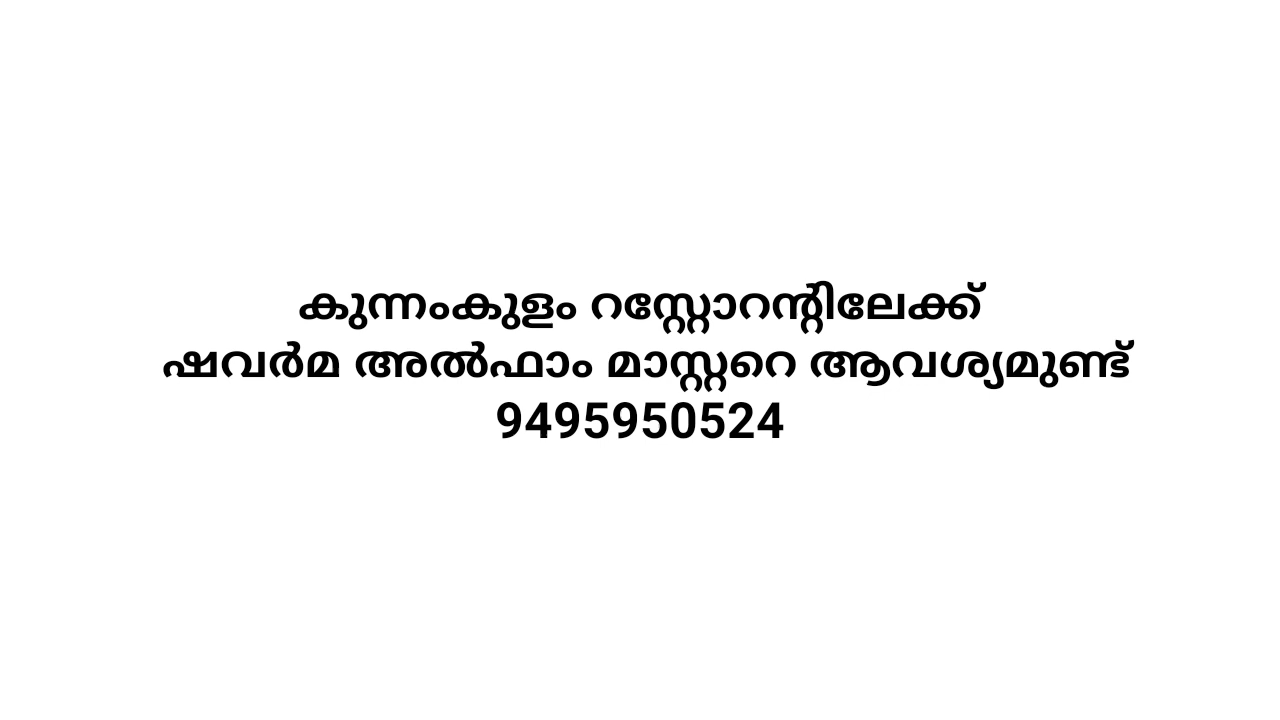 കുന്നംകുളം റസ്റ്റോറന്റിലേക്ക്
ഷവർമ അൽഫാം മാസ്റ്ററെ ആവശ്യമുണ്ട്
9495950524